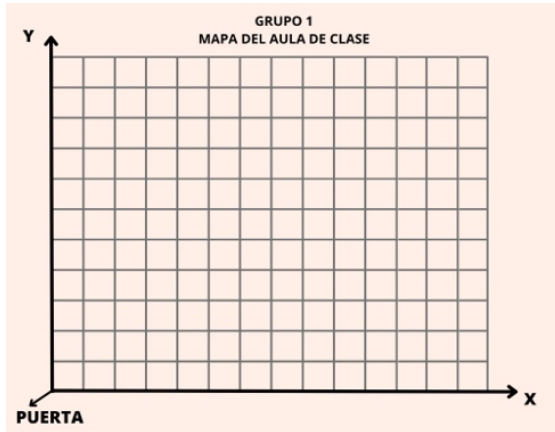 GRUPO 1
MAPA DEL AULA DE CLASE
Y
X
PUERTA